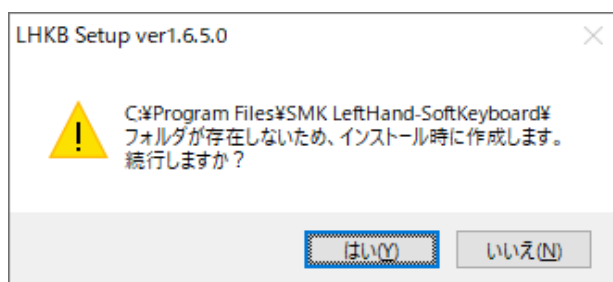 LHKB Setup ver1.6.5.0
C:¥Program Files¥SMK LeftHand-SoftKeyboard¥
フォルダが存在しないため、インストール時に作成します。
続行しますか？
はい(Y)
いいえ(N)